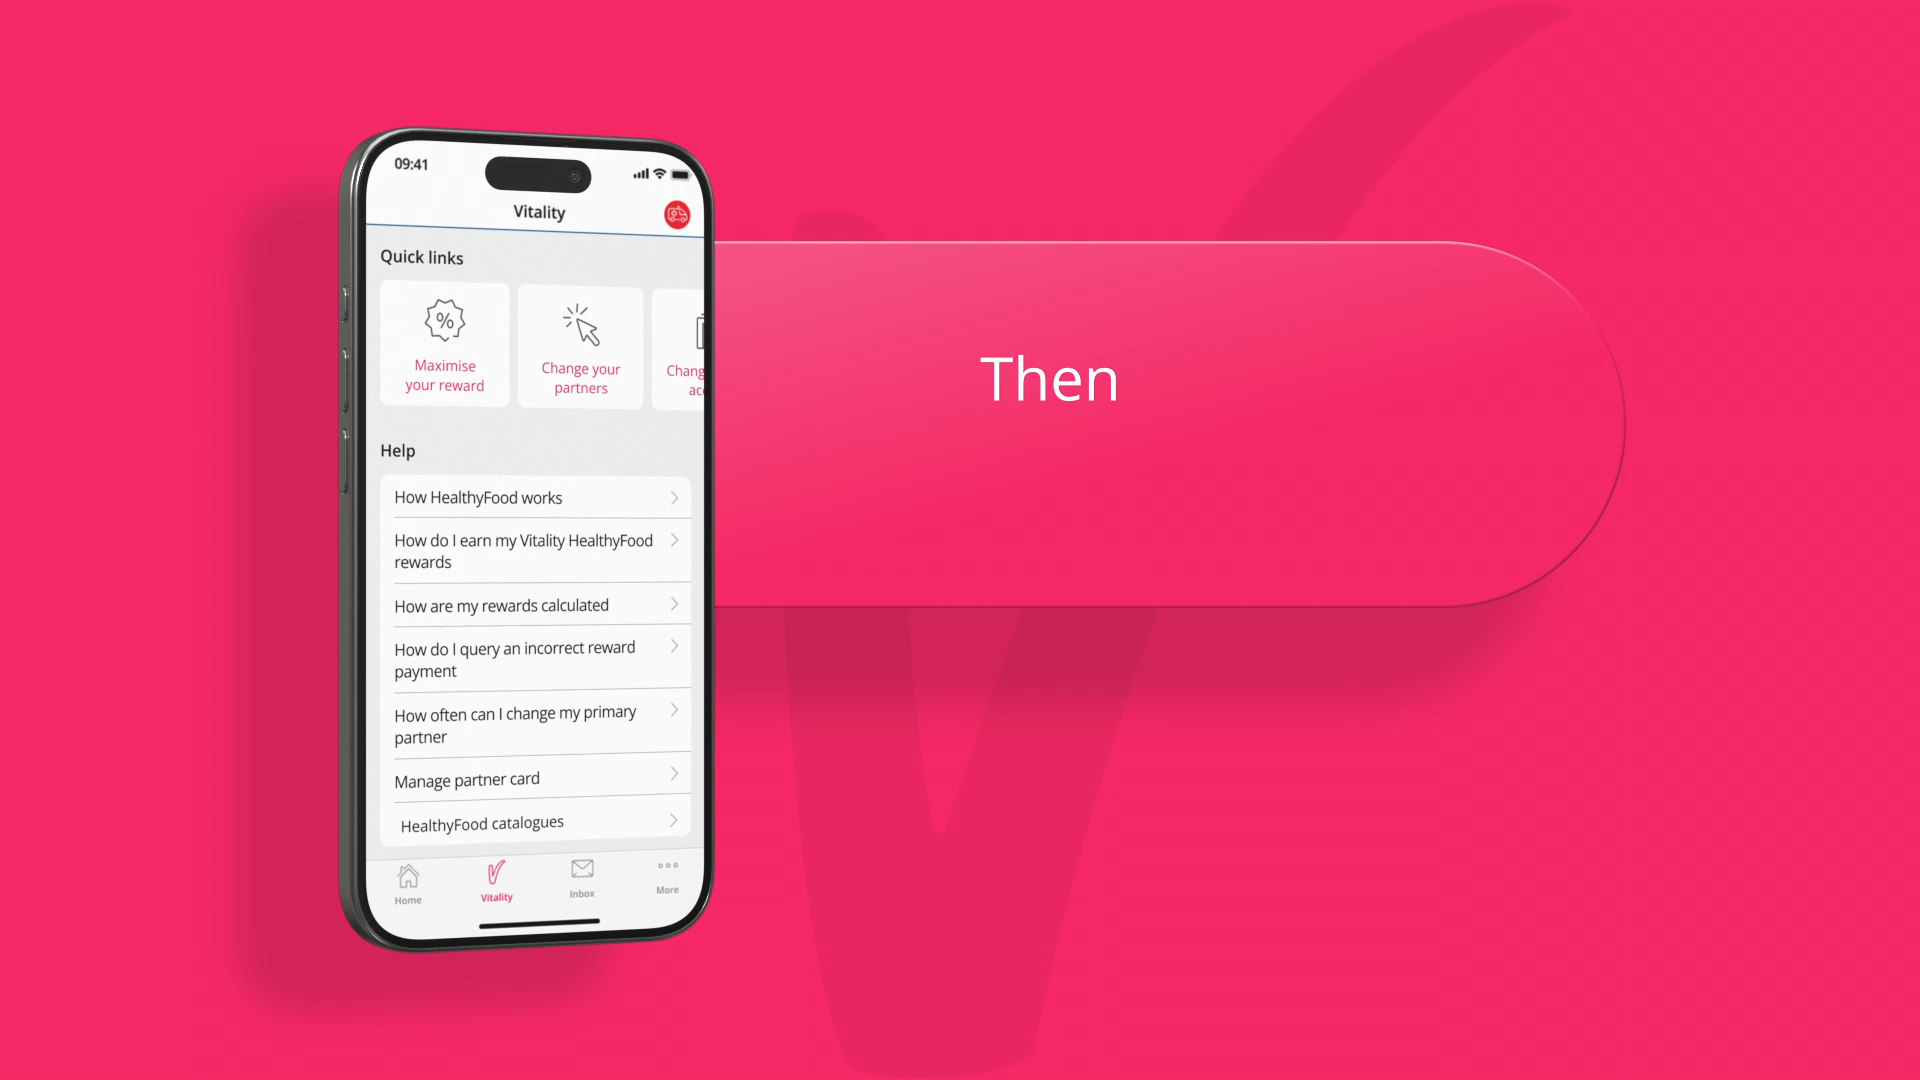 09:41
Vitality
Quick links
Maximise
your reward
Change your
partners
Help
How HealthyFood works
How do I earn my Vitality HealthyFood
rewards
How are my rewards calculated
How do I query an incorrect reward
payment
How often can I change my primary
partner
Manage partner card
HealthyFood catalogues
Home
Vitality
Inbox
More
Then